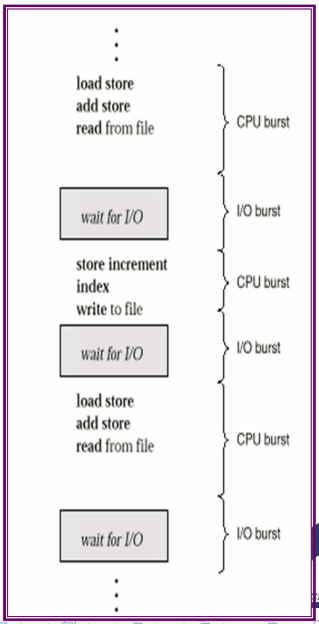 load store
add store
read from file
CPU burst
wait for I/O
I/O burst
store increment
index
write to file
CPU burst
wait for I/O
I/O burst
load store
add store
read from file
CPU burst
wait for I/O
I/O burst